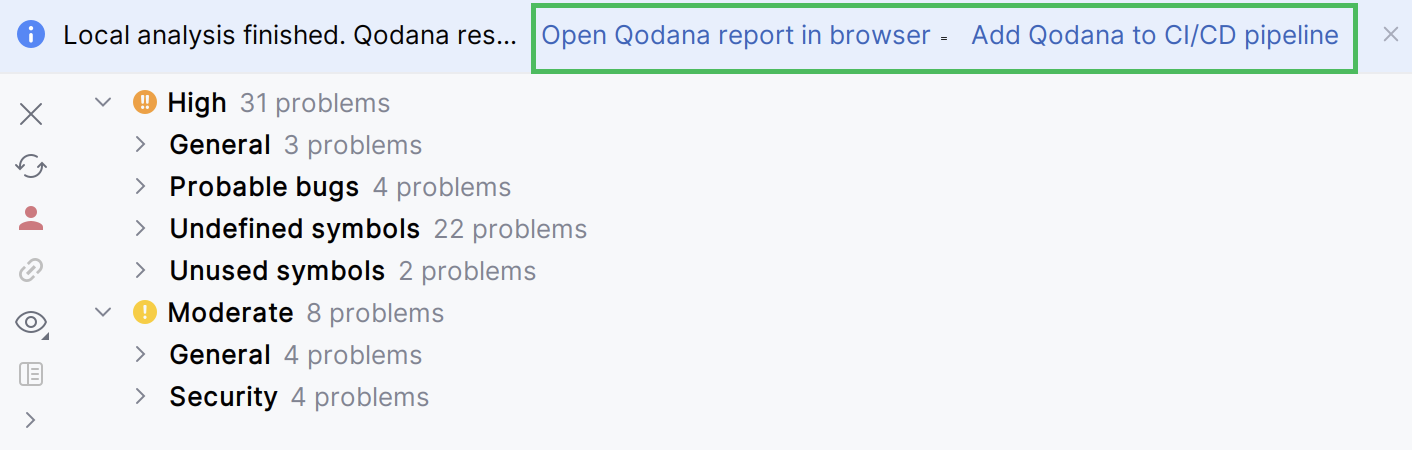 Local analysis finished. Qodana res... Open Qodana report in browser = Add Qodana to CI/CD pipeline
High 31 problems
General 3 problems
Probable bugs 4 problems
Undefined symbols 22 problems
Unused symbols 2 problems
Moderate 8 problems
General 4 problems
Security 4 problems